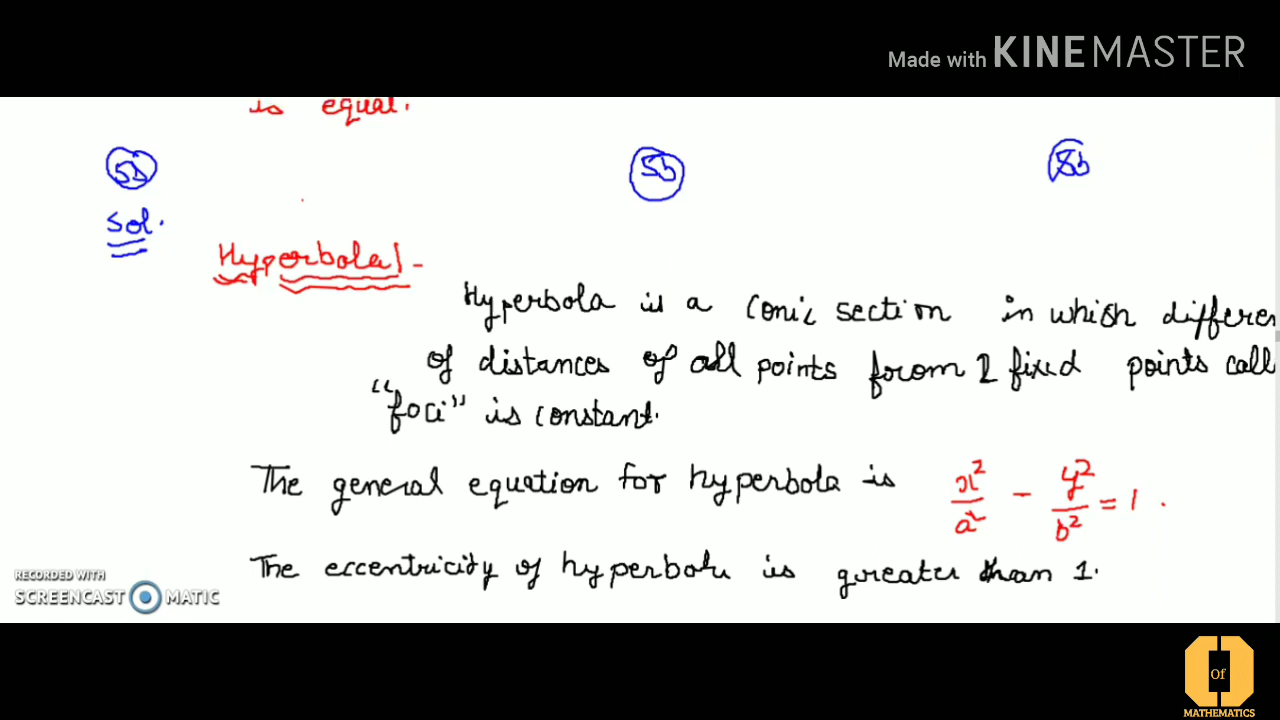 Made with KINEMASTER
is equal.
5b
Sol.
Hyperbola! -
Hyperbola is a conic section in which differen
of distances of all points from 2 fixed points call
"foci" is constant.
The general equation for hyperbola is x²/a² - y²/b² = 1.
The eccentricity of hyperbola is greater than 1.
RECORDED WITH
SCREENCAST MATIC
Of
MATHEMATICS